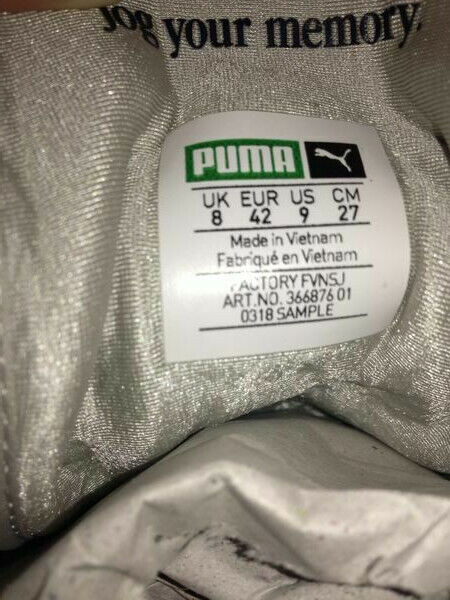 Jog your memory.
PUMA
UK EUR US CM
8 42 9 27
Made in Vietnam
Fabriqué en Vietnam
FACTORY FVNSJ
ART.NO. 366876 01
0318 SAMPLE